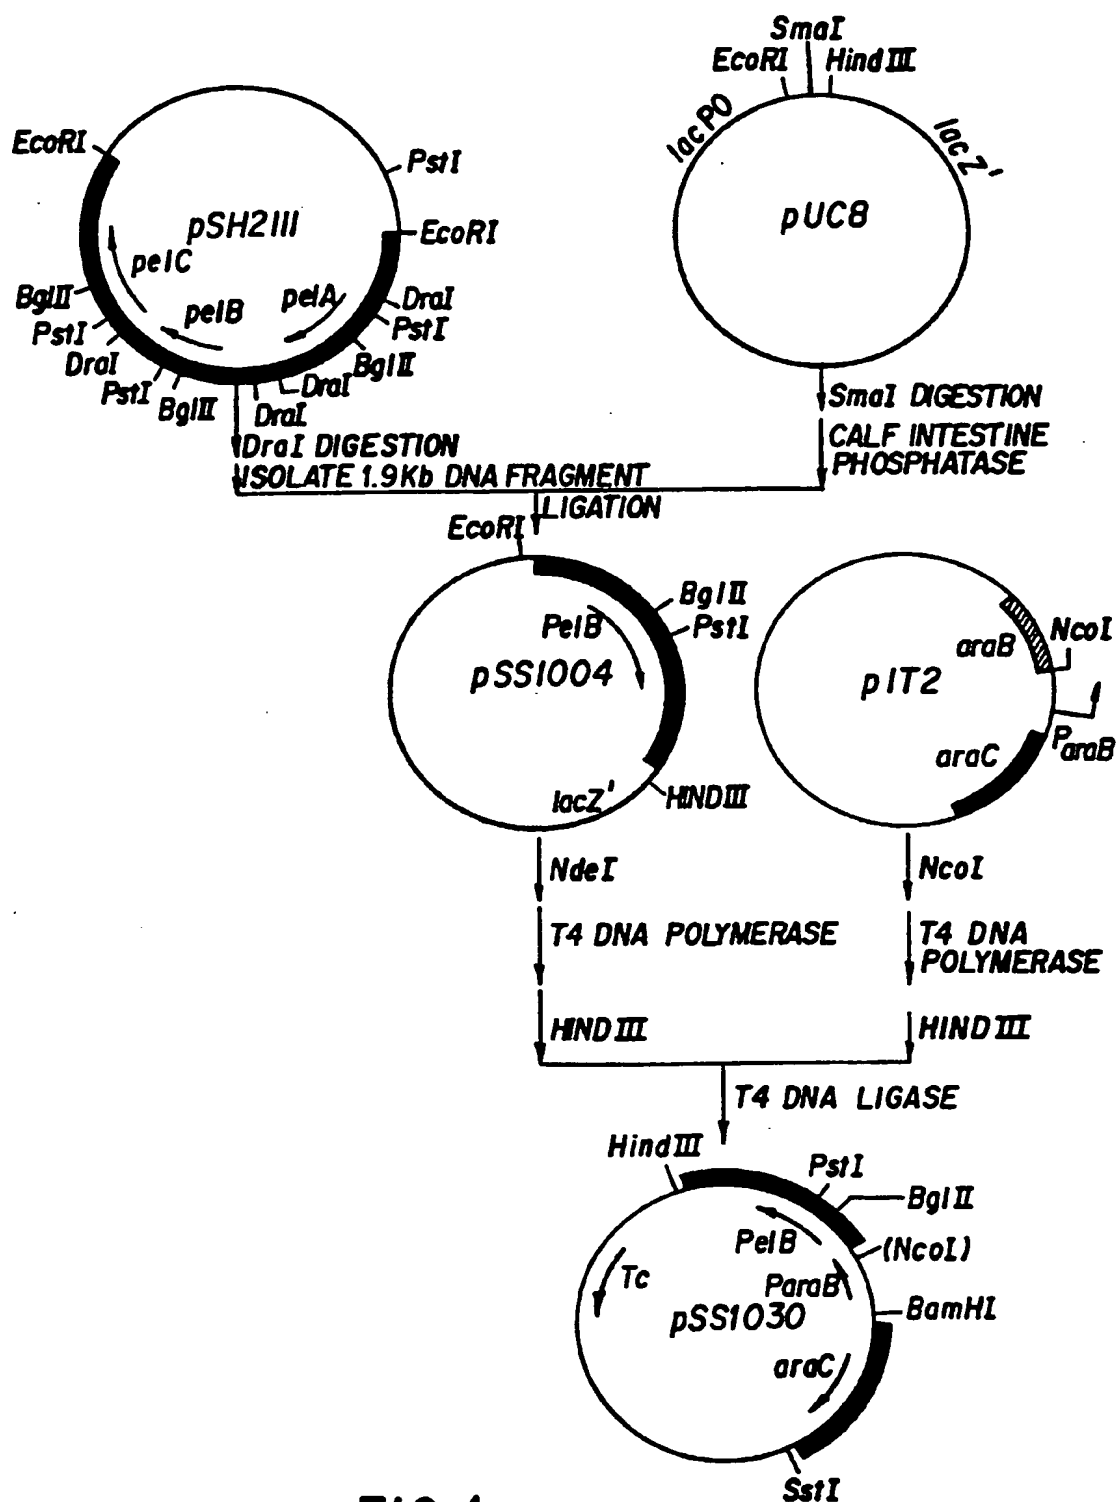 SmaI
EcoRI HindIII
lacPO
lacZ'
pUC8
EcoRI
PstI
pSH2111
EcoRI
pelC
BglII
pelB
pelA
DraI
PstI
PstI
DraI
BglII
PstI
DraI
BglII
DraI
DraI DIGESTION
ISOLATE 1.9Kb DNA FRAGMENT
SmaI DIGESTION
CALF INTESTINE
PHOSPHATASE
LIGATION
EcoRI
BglII
PstI
PelB
pSS1004
lacZ'
HINDIII
araB
NcoI
pIT2
ParaB
araC
NdeI
NcoI
T4 DNA POLYMERASE
T4 DNA
POLYMERASE
HINDIII
HINDIII
T4 DNA LIGASE
HindIII
PstI
BglII
PelB
(NcoI)
Tc
ParaB
BamHI
pSS1030
araC
SstI